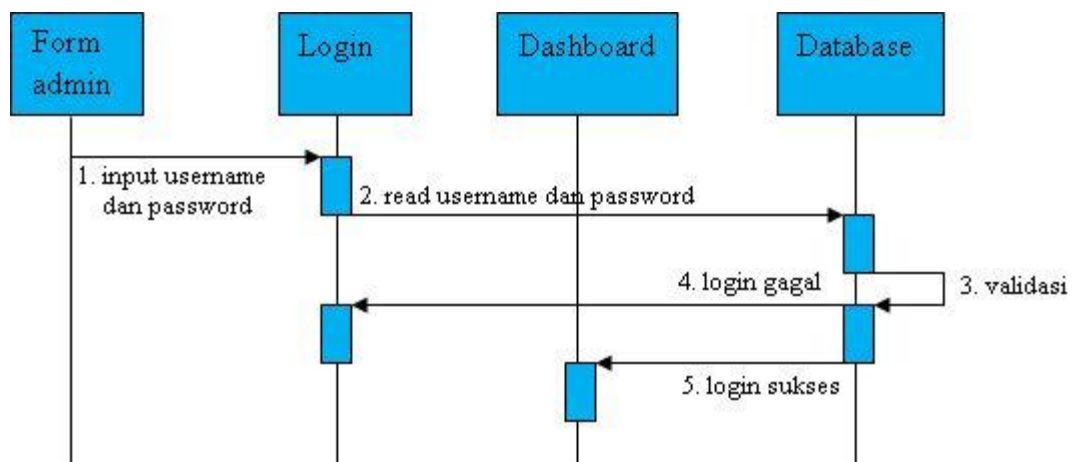 Form
admin
Login
Dashboard
Database
1. input username
dan password
2. read username dan password
4. login gagal
3. validasi
5. login sukses